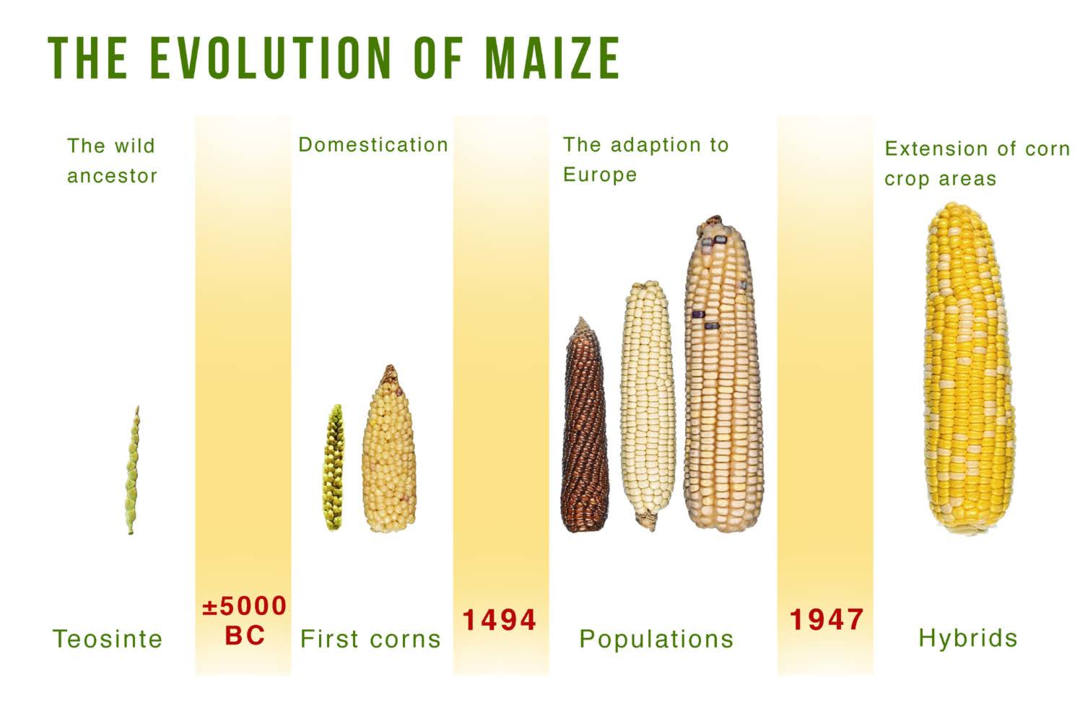 THE EVOLUTION OF MAIZE
The wild
ancestor
Domestication
The adaption to
Europe
Extension of corn
crop areas
±5000
BC
1494
1947
Teosinte
First corns
Populations
Hybrids